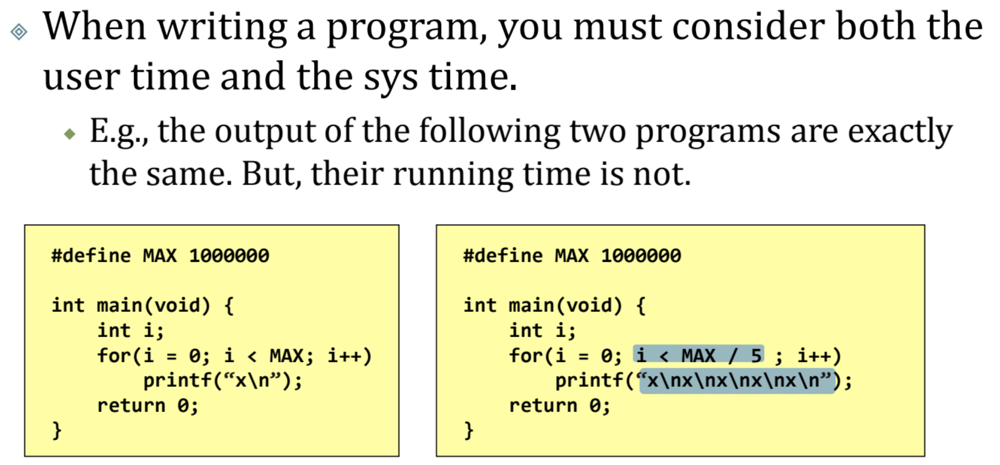 When writing a program, you must consider both the
user time and the sys time.
E.g., the output of the following two programs are exactly
the same. But, their running time is not.
#define MAX 1000000
int main(void) {
    int i;
    for(i = 0; i < MAX; i++)
        printf(“x\n”);
    return 0;
}
#define MAX 1000000
int main(void) {
    int i;
    for(i = 0; i < MAX / 5 ; i++)
        printf(“x\nx\nx\nx\nx\n”);
    return 0;
}